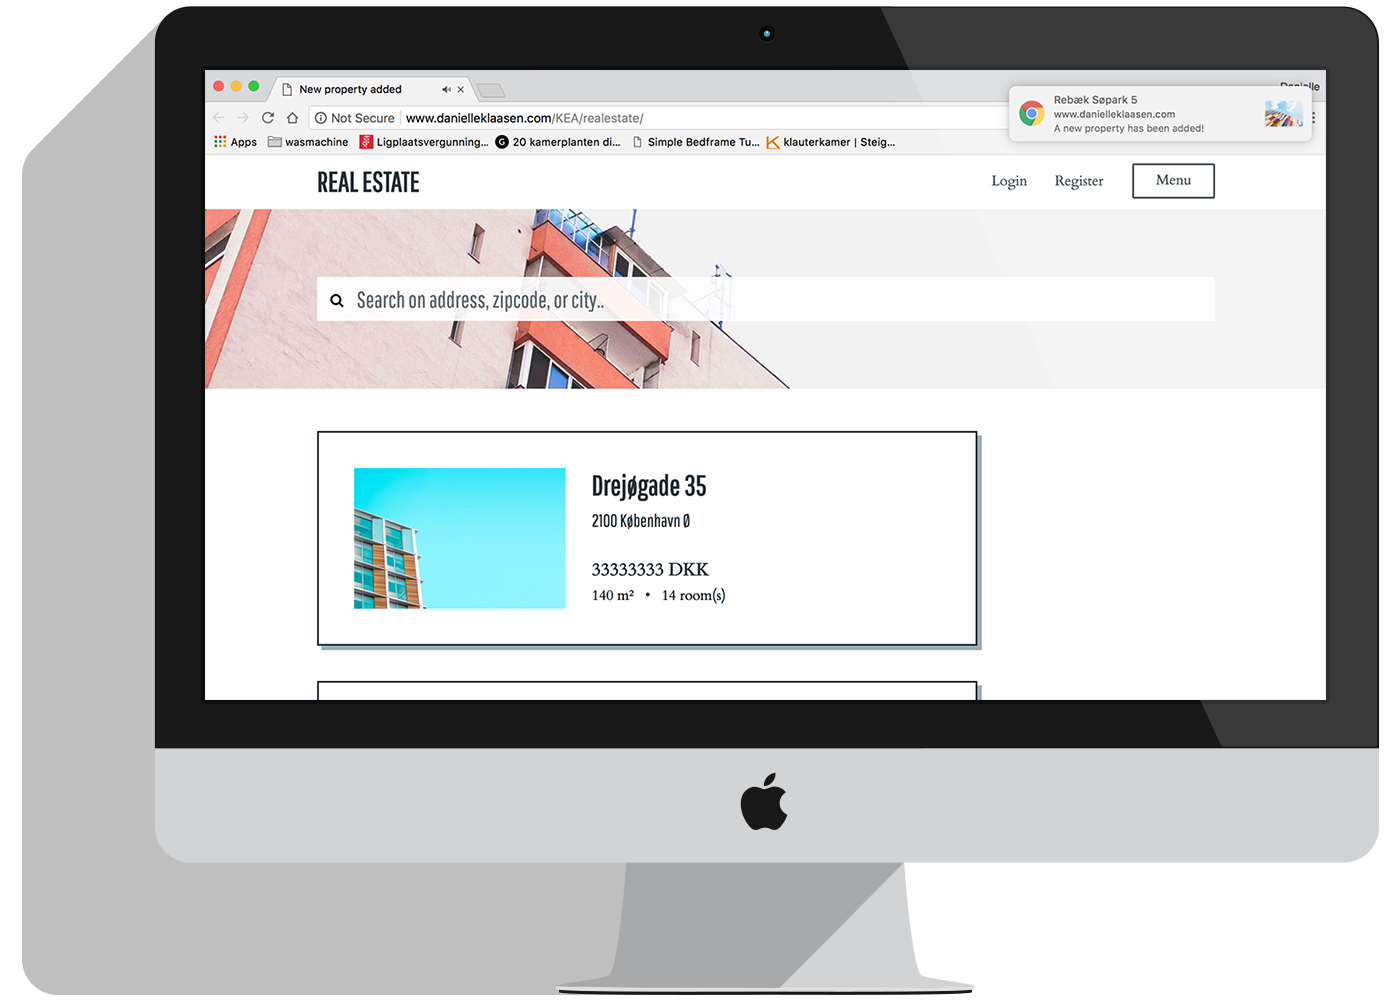 New property added
Danielle
Rebæk Søpark 5
www.danielleklaasen.com
A new property has been added!
Not Secure
www.danielleklaasen.com/KEA/realestate/
Apps
wasmachine
Ligplaatsvergunning...
20 kamerplanten di...
Simple Bedframe Tu...
klauterkamer | Steig...
REAL ESTATE
Login
Register
Menu
Search on address, zipcode, or city..
Drejøgade 35
2100 København Ø
33333333 DKK
140 m² • 14 room(s)